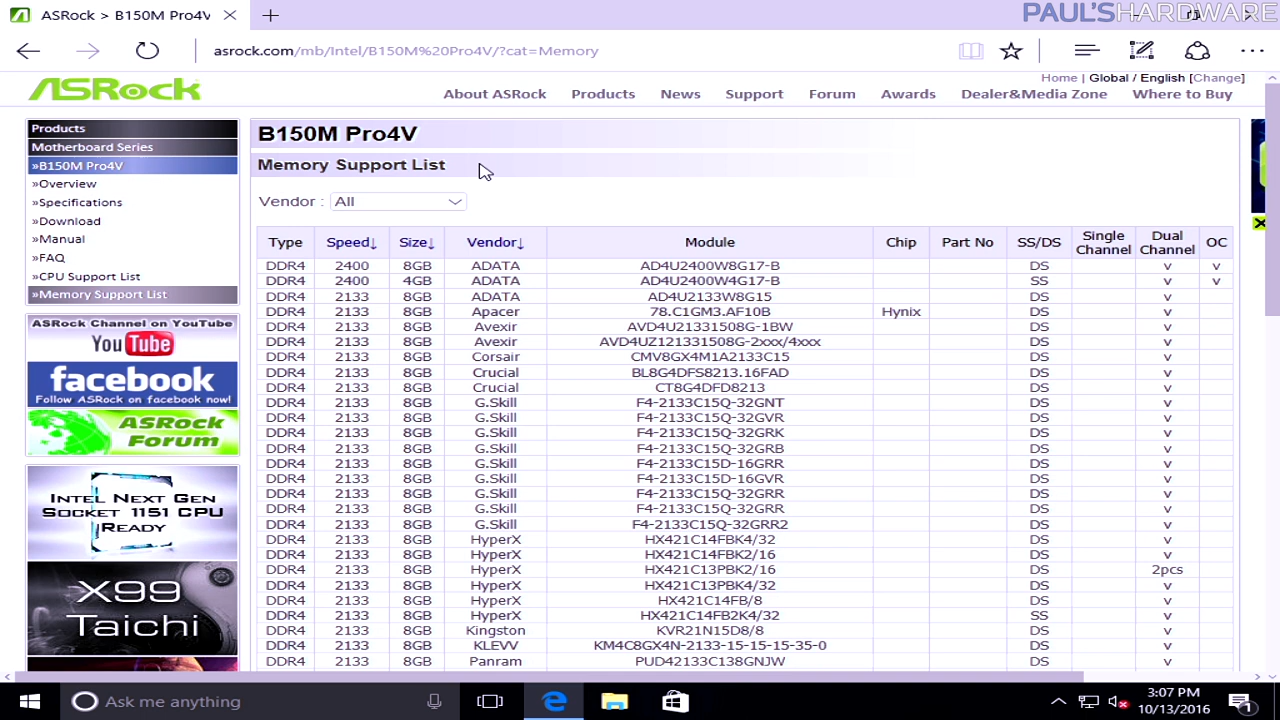 ASRock > B150M Pro4V
PAUL'SHARDWARE
asrock.com/mb/Intel/B150M%20Pro4V/?cat=Memory
Home | Global / English [Change]
ASRock
About ASRock Products News Support Forum Awards Dealer&Media Zone Where to Buy
Products
Motherboard Series
»B150M Pro4V
»Overview
»Specifications
»Download
»Manual
»FAQ
»CPU Support List
»Memory Support List
ASRock Channel on YouTube
YouTube
facebook
Follow ASRock on facebook now!
ASRock
Forum
Intel Next Gen
Socket 1151 CPU
Ready
X99
Taichi
B150M Pro4V
Memory Support List
Vendor : All
Type Speed↓ Size↓ Vendor↓ Module Chip Part No SS/DS Single Channel Dual Channel OC
DDR4 2400 8GB ADATA AD4U2400W8G17-B DS v v
DDR4 2400 4GB ADATA AD4U2400W4G17-B SS v v
DDR4 2133 8GB ADATA AD4U2133W8G15 DS v
DDR4 2133 8GB Apacer 78.C1GM3.AF10B Hynix DS v
DDR4 2133 8GB Avexir AVD4U21331508G-1BW DS v
DDR4 2133 8GB Avexir AVD4UZ121331508G-2xxx/4xxx DS v
DDR4 2133 8GB Corsair CMV8GX4M1A2133C15 DS v
DDR4 2133 8GB Crucial BL8G4DFS8213.16FAD DS v
DDR4 2133 8GB Crucial CT8G4DFD8213 DS v
DDR4 2133 8GB G.Skill F4-2133C15Q-32GNT DS v
DDR4 2133 8GB G.Skill F4-2133C15Q-32GVR DS v
DDR4 2133 8GB G.Skill F4-2133C15Q-32GRK DS v
DDR4 2133 8GB G.Skill F4-2133C15Q-32GRB DS v
DDR4 2133 8GB G.Skill F4-2133C15D-16GRR DS v
DDR4 2133 8GB G.Skill F4-2133C15D-16GVR DS v
DDR4 2133 8GB G.Skill F4-2133C15Q-32GRR DS v
DDR4 2133 8GB G.Skill F4-2133C15Q-32GRR DS v
DDR4 2133 8GB G.Skill F4-2133C15Q-32GRR2 DS v
DDR4 2133 8GB HyperX HX421C14FBK4/32 DS v
DDR4 2133 8GB HyperX HX421C14FBK2/16 DS v
DDR4 2133 8GB HyperX HX421C13PBK2/16 DS 2pcs
DDR4 2133 8GB HyperX HX421C13PBK4/32 DS v
DDR4 2133 8GB HyperX HX421C14FB/8 DS v
DDR4 2133 8GB HyperX HX421C14FB2K4/32 SS v
DDR4 2133 8GB Kingston KVR21N15D8/8 DS v
DDR4 2133 8GB KLEVV KM4C8GX4N-2133-15-15-15-35-0 DS v
DDR4 2133 8GB Panram PUD42133C138GNJW DS v
Ask me anything
3:07 PM
10/13/2016
1